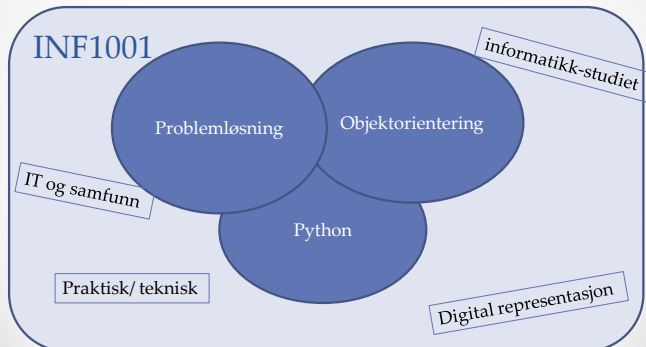 INF1001
informatikk-studiet
Problemløsning
Objektorientering
IT og samfunn
Python
Praktisk/ teknisk
Digital representasjon